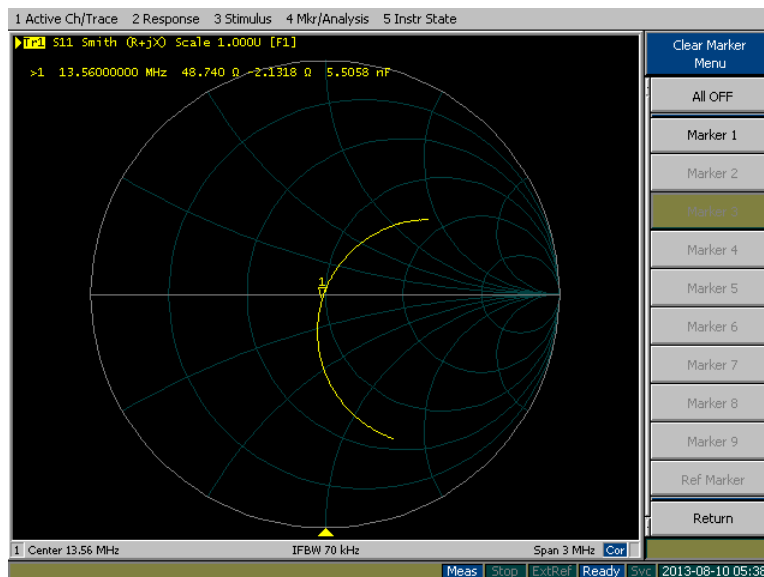 1 Active Ch/Trace 2 Response 3 Stimulus 4 Mkr/Analysis 5 Instr State
Tr1 S11 Smith (R+jX) Scale 1.000U [F1]
>1 13.56000000 MHz 48.740 Ω -2.1318 Ω 5.5058 nF
1
Clear Marker
Menu
All OFF
Marker 1
Marker 2
Marker 3
Marker 4
Marker 5
Marker 6
Marker 7
Marker 8
Marker 9
Ref Marker
Return
1 Center 13.56 MHz IFBW 70 kHz Span 3 MHz Cor
Meas Stop ExtRef Ready Svc 2013-08-10 05:38